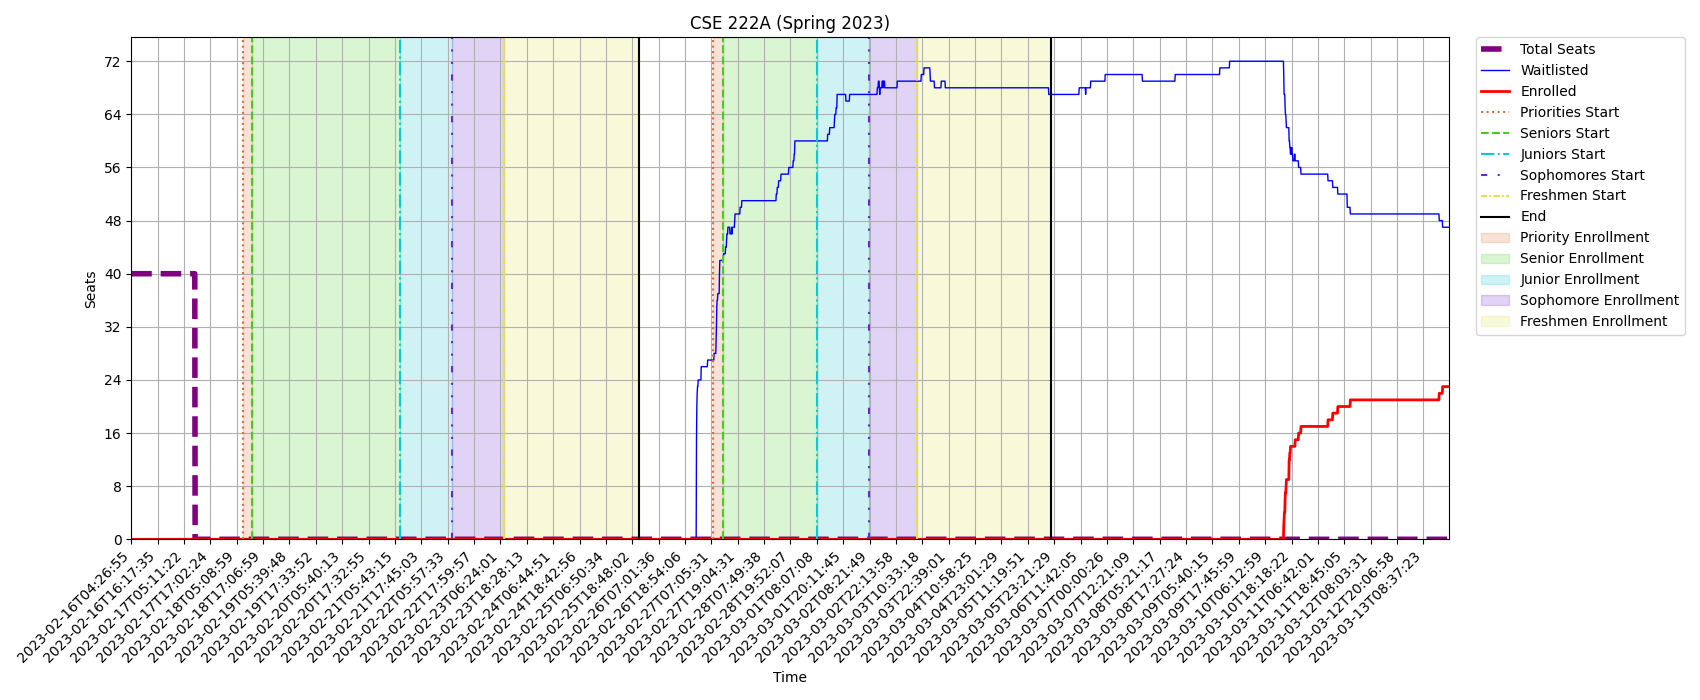 CSE 222A (Spring 2023)
Seats
72
64
56
48
40
32
24
16
8
0
2023-02-16T04:26:55
2023-02-16T16:17:35
2023-02-17T05:11:22
2023-02-17T17:02:24
2023-02-18T05:08:59
2023-02-18T17:06:59
2023-02-19T05:39:48
2023-02-19T17:33:52
2023-02-20T05:40:13
2023-02-20T17:32:55
2023-02-21T05:43:15
2023-02-21T17:45:03
2023-02-22T05:57:33
2023-02-22T17:59:57
2023-02-23T06:24:01
2023-02-23T18:28:13
2023-02-24T06:44:51
2023-02-24T18:42:56
2023-02-25T06:50:34
2023-02-25T18:48:02
2023-02-26T07:01:36
2023-02-26T18:54:06
2023-02-27T07:05:31
2023-02-27T19:04:31
2023-02-28T07:49:38
2023-02-28T19:52:07
2023-03-01T08:07:08
2023-03-01T20:11:45
2023-03-02T08:21:49
2023-03-02T22:13:58
2023-03-03T10:33:18
2023-03-03T22:39:01
2023-03-04T10:58:25
2023-03-04T23:01:29
2023-03-05T11:19:51
2023-03-05T23:21:29
2023-03-06T11:42:05
2023-03-07T00:00:26
2023-03-07T12:21:09
2023-03-08T05:21:17
2023-03-08T17:27:24
2023-03-09T05:40:15
2023-03-09T17:45:59
2023-03-10T06:12:59
2023-03-10T18:18:22
2023-03-11T06:42:01
2023-03-11T18:45:05
2023-03-12T08:03:31
2023-03-12T20:06:58
2023-03-13T08:37:23
Time
Total Seats
Waitlisted
Enrolled
Priorities Start
Seniors Start
Juniors Start
Sophomores Start
Freshmen Start
End
Priority Enrollment
Senior Enrollment
Junior Enrollment
Sophomore Enrollment
Freshmen Enrollment